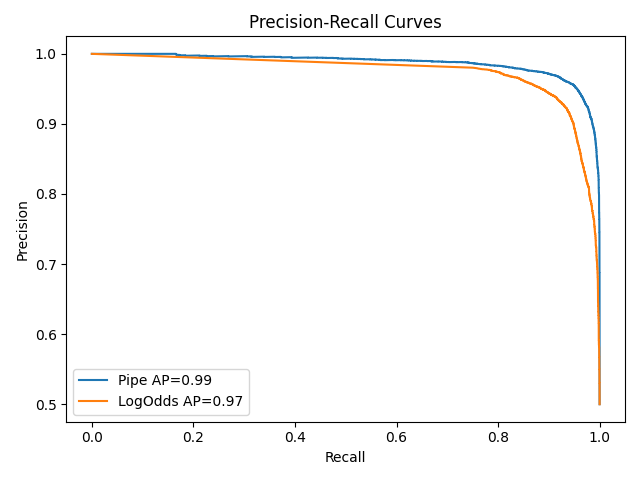 Precision-Recall Curves
1.0
0.9
0.8
0.7
0.6
0.5
Precision
Pipe AP=0.99
LogOdds AP=0.97
0.0 0.2 0.4 0.6 0.8 1.0
Recall